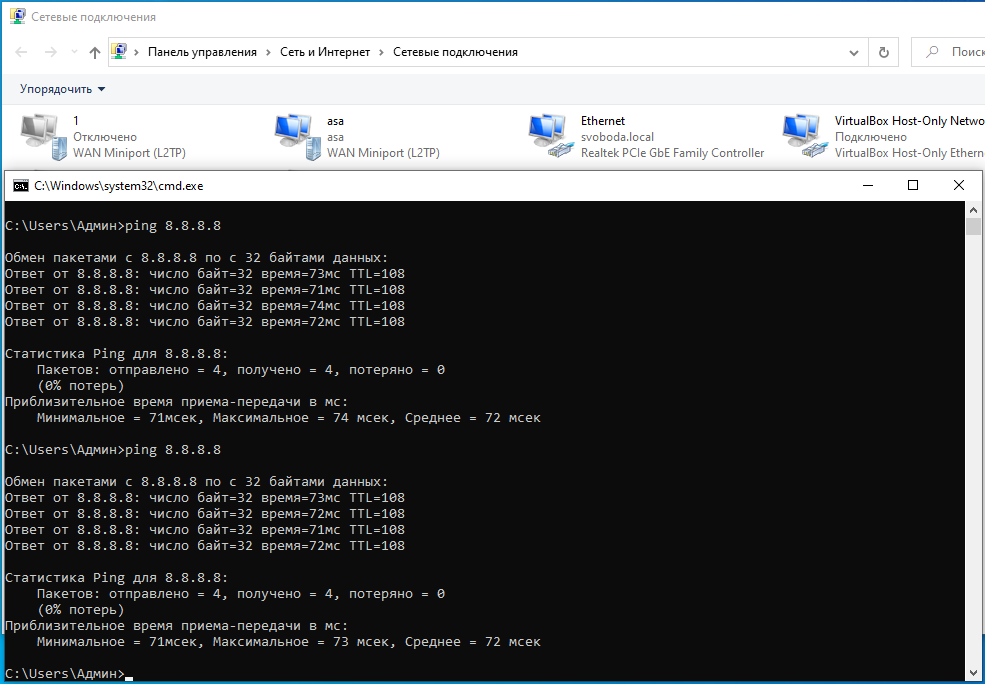 Сетевые подключения
Панель управления › Сеть и Интернет › Сетевые подключения
Поиск
Упорядочить
1
Отключено
WAN Miniport (L2TP)
asa
asa
WAN Miniport (L2TP)
Ethernet
svoboda.local
Realtek PCIe GbE Family Controller
VirtualBox Host-Only Netwo
Подключено
VirtualBox Host-Only Ethern
C:\Windows\system32\cmd.exe
C:\Users\Админ>ping 8.8.8.8
Обмен пакетами с 8.8.8.8 по с 32 байтами данных:
Ответ от 8.8.8.8: число байт=32 время=73мс TTL=108
Ответ от 8.8.8.8: число байт=32 время=71мс TTL=108
Ответ от 8.8.8.8: число байт=32 время=74мс TTL=108
Ответ от 8.8.8.8: число байт=32 время=72мс TTL=108
Статистика Ping для 8.8.8.8:
Пакетов: отправлено = 4, получено = 4, потеряно = 0
(0% потерь)
Приблизительное время приема-передачи в мс:
Минимальное = 71мсек, Максимальное = 74 мсек, Среднее = 72 мсек
C:\Users\Админ>ping 8.8.8.8
Обмен пакетами с 8.8.8.8 по с 32 байтами данных:
Ответ от 8.8.8.8: число байт=32 время=73мс TTL=108
Ответ от 8.8.8.8: число байт=32 время=72мс TTL=108
Ответ от 8.8.8.8: число байт=32 время=71мс TTL=108
Ответ от 8.8.8.8: число байт=32 время=72мс TTL=108
Статистика Ping для 8.8.8.8:
Пакетов: отправлено = 4, получено = 4, потеряно = 0
(0% потерь)
Приблизительное время приема-передачи в мс:
Минимальное = 71мсек, Максимальное = 73 мсек, Среднее = 72 мсек
C:\Users\Админ>